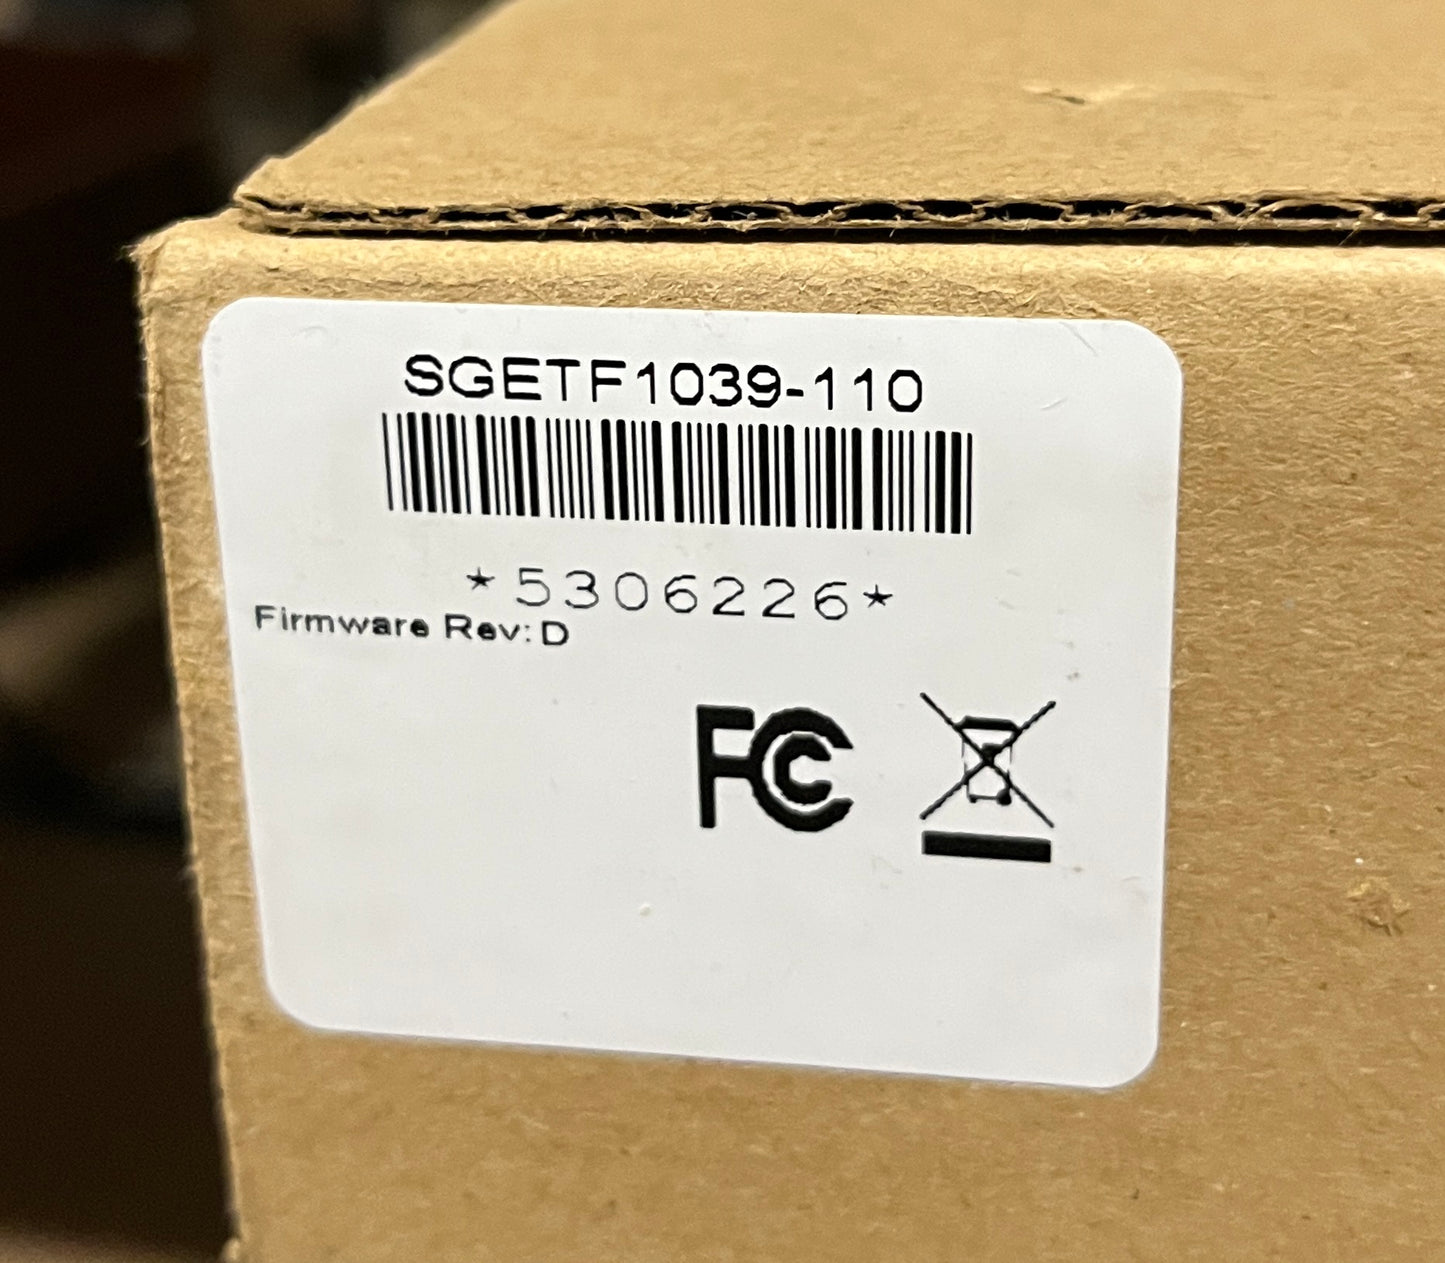 SGETF1039-110
*5306226*
Firmware Rev: D
FC